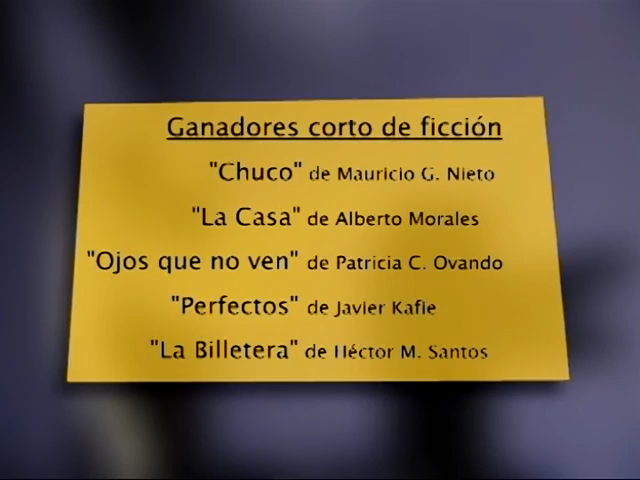 Ganadores corto de ficción
"Chuco" de Mauricio G. Nieto
"La Casa" de Alberto Morales
"Ojos que no ven" de Patricia C. Ovando
"Perfectos" de Javier Kafie
"La Billetera" de Héctor M. Santos